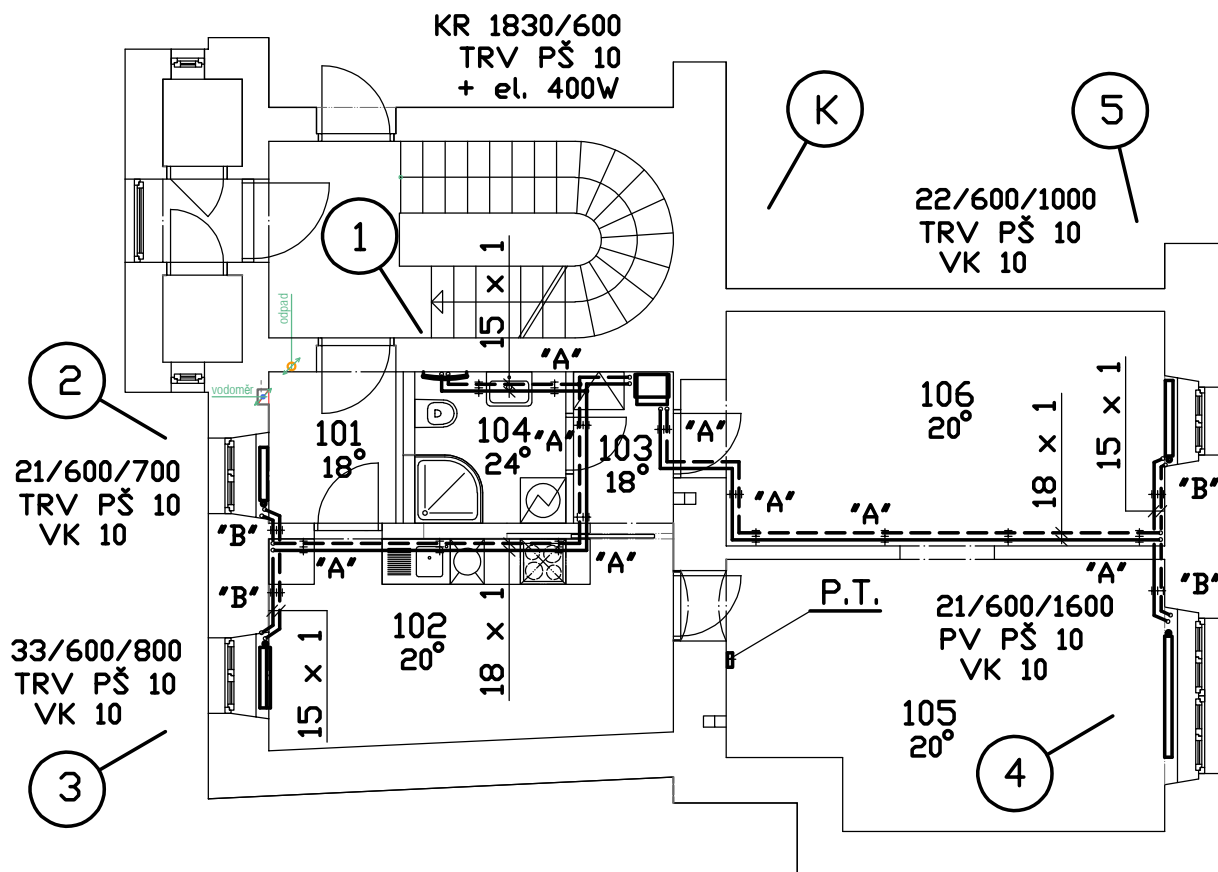 KR 1830/600
TRV PŠ 10
+ el. 400W
K
5
22/600/1000
TRV PŠ 10
VK 10
1
15 x 1
odpad
"A"
2
vodoměr
106
20°
15 x 1
101
18°
104
24°
"A"
103
18°
"A"
18 x 1
21/600/700
TRV PŠ 10
VK 10
"B"
"A"
"A"
"B"
"A"
"A"
"A"
"B"
"B"
P.T.
21/600/1600
PV PŠ 10
VK 10
102
20°
18 x 1
15 x 1
33/600/800
TRV PŠ 10
VK 10
105
20°
3
4